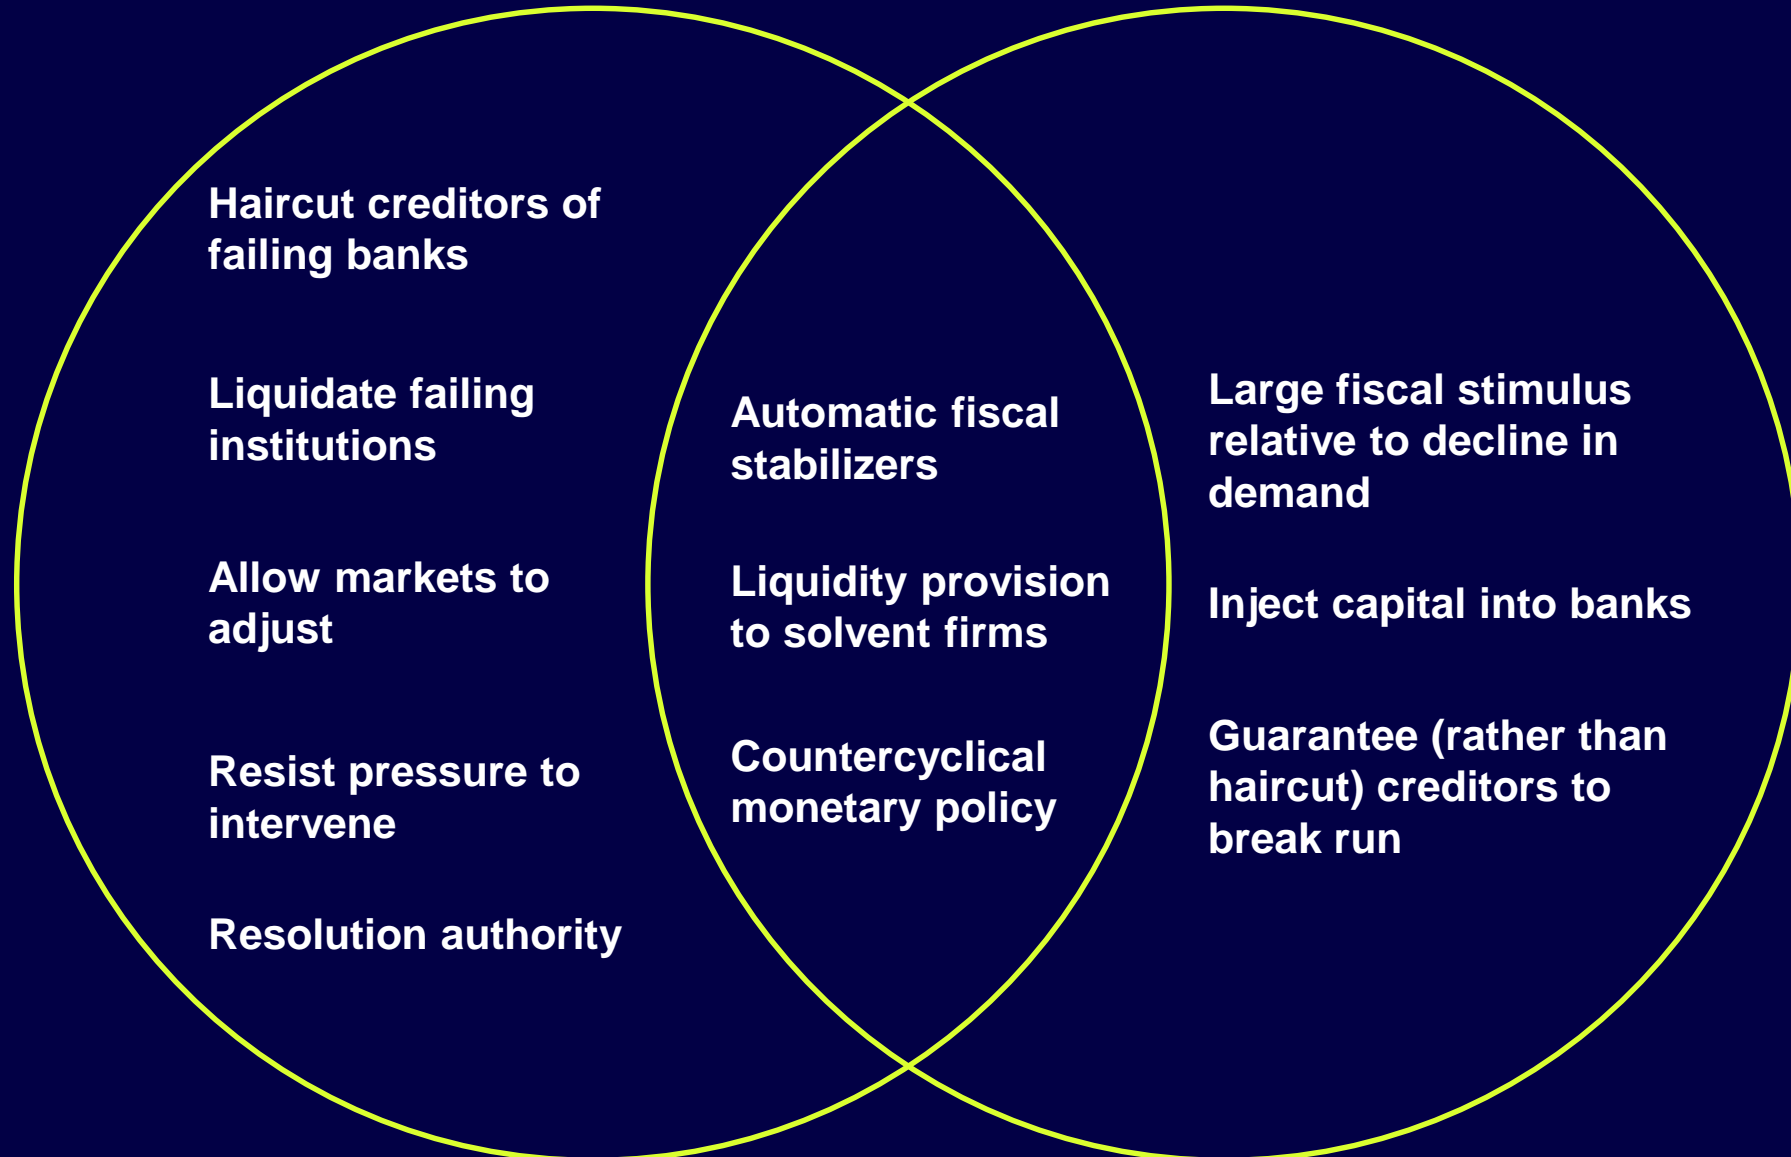 Haircut creditors of
failing banks
Liquidate failing
institutions
Allow markets to
adjust
Resist pressure to
intervene
Resolution authority
Automatic fiscal
stabilizers
Liquidity provision
to solvent firms
Countercyclical
monetary policy
Large fiscal stimulus
relative to decline in
demand
Inject capital into banks
Guarantee (rather than
haircut) creditors to
break run